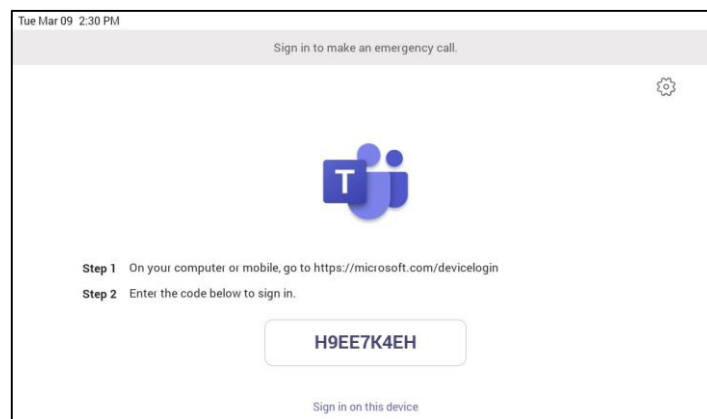 Tue Mar 09 2:30 PM
Sign in to make an emergency call.
T
Step 1 On your computer or mobile, go to https://microsoft.com/devicelogin
Step 2 Enter the code below to sign in.
H9EE7K4EH
Sign in on this device